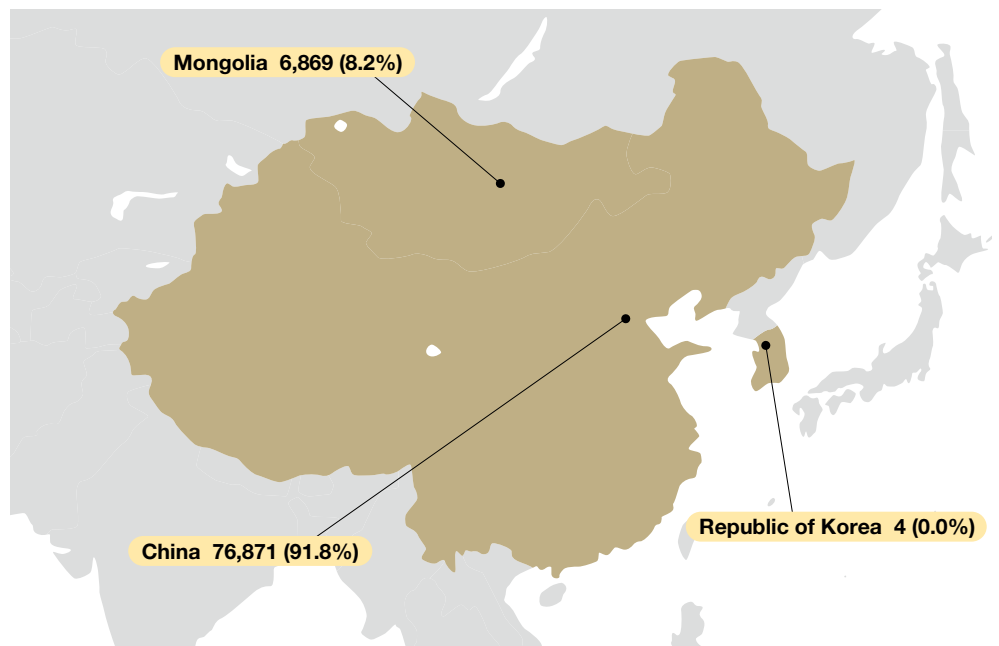 Mongolia 6,869 (8.2%)
Republic of Korea 4 (0.0%)
China 76,871 (91.8%)